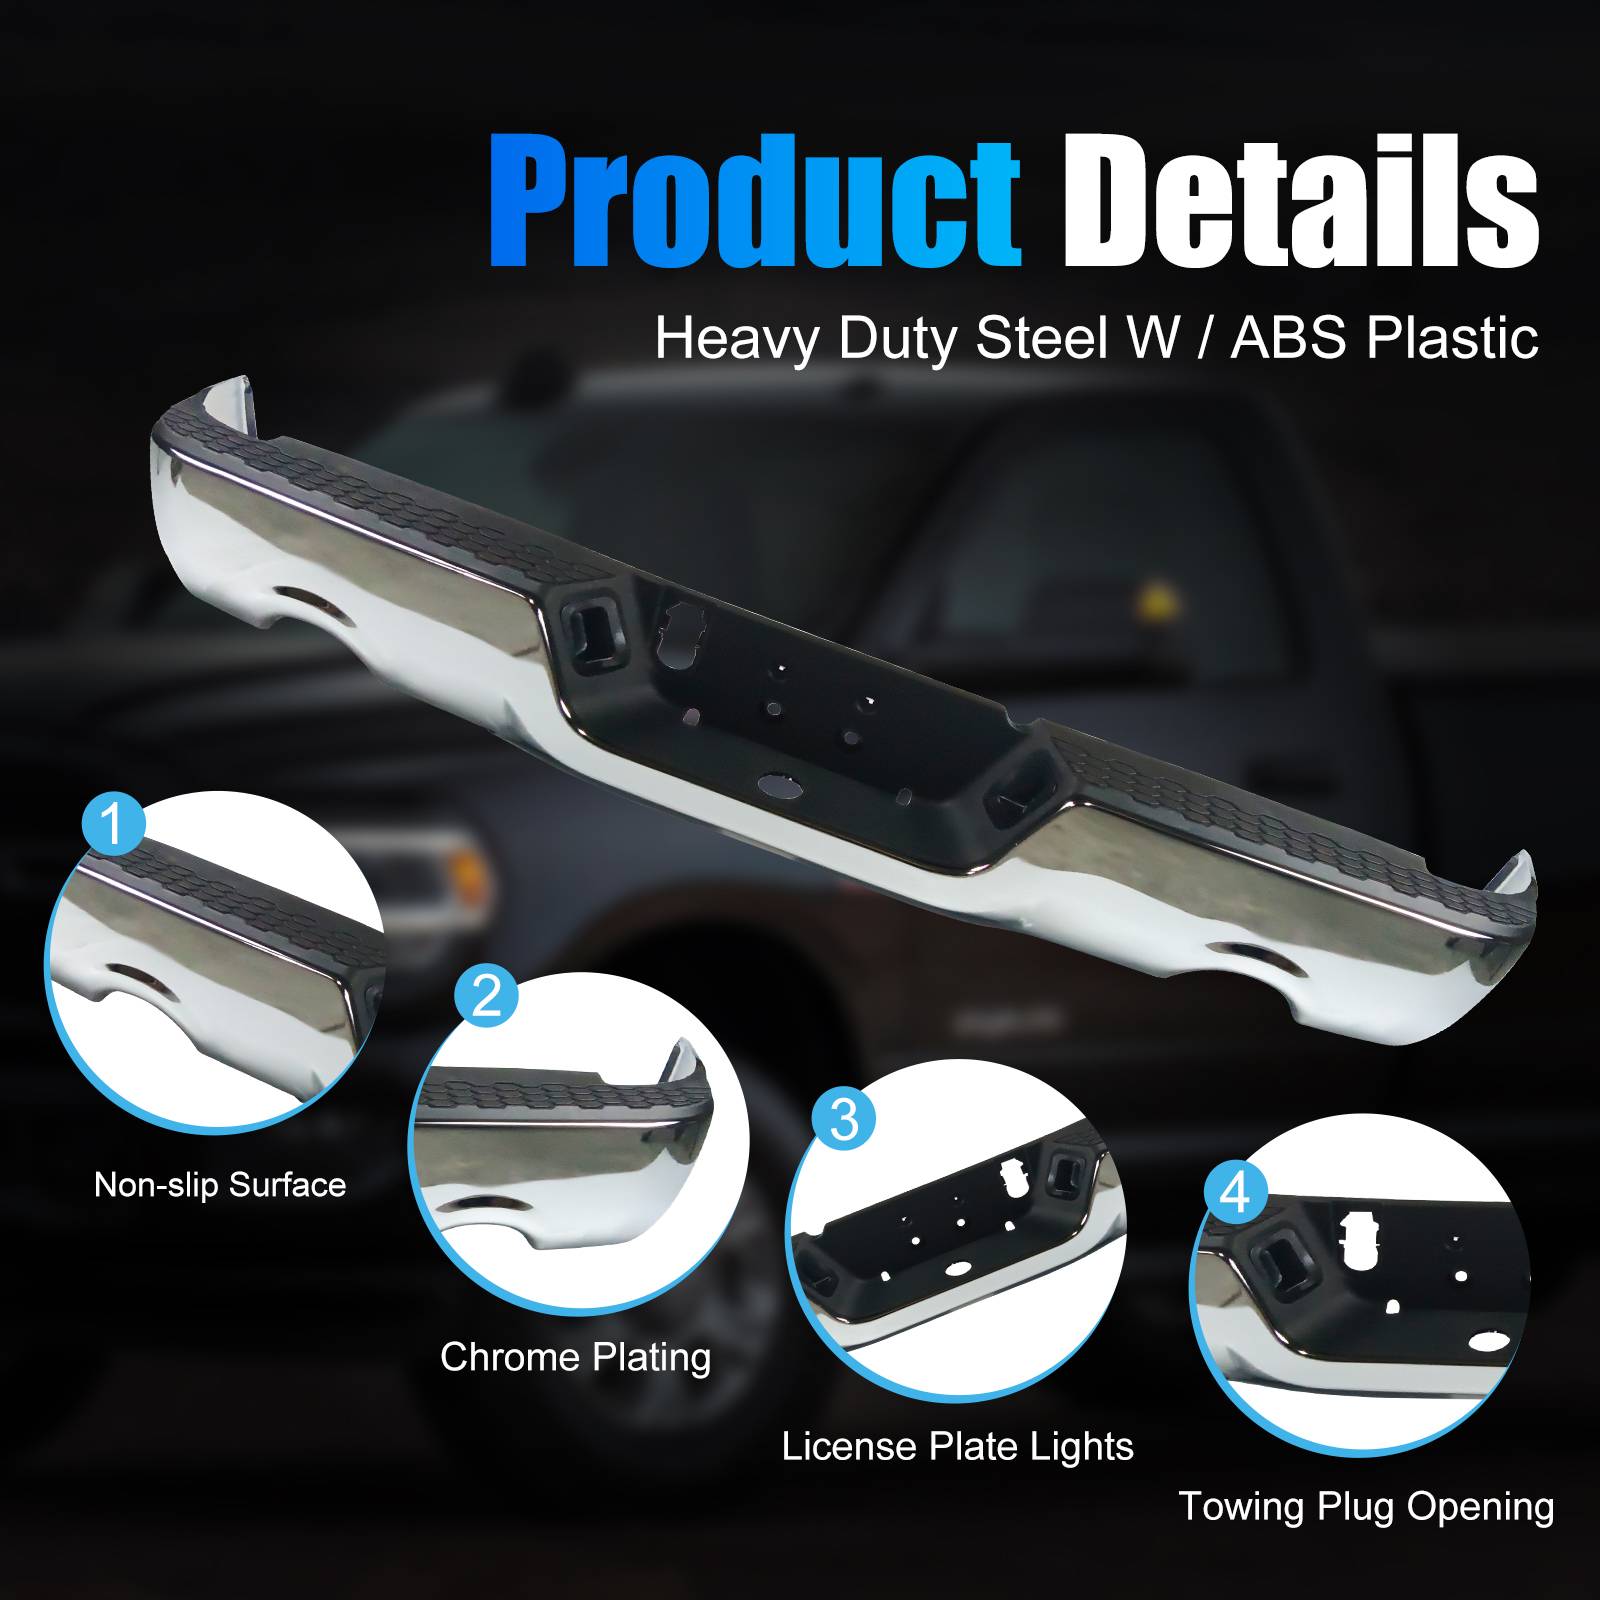 Product Details
Heavy Duty Steel W / ABS Plastic
1
Non-slip Surface
2
Chrome Plating
3
License Plate Lights
4
Towing Plug Opening